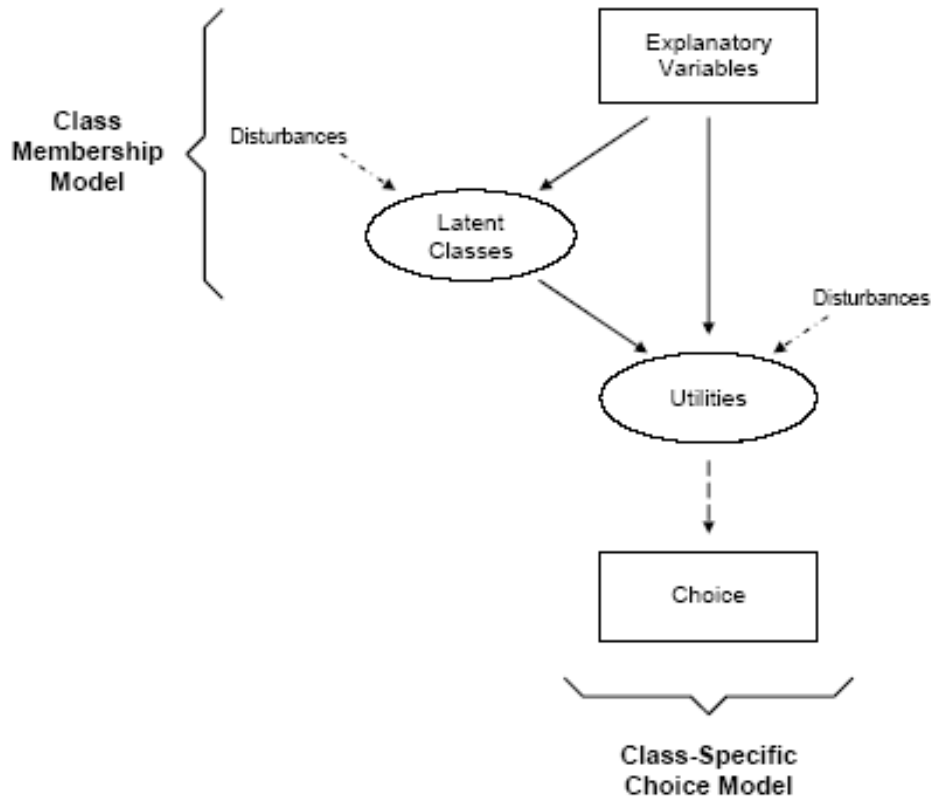 Explanatory
Variables
Class
Membership
Model
Disturbances
Latent
Classes
Disturbances
Utilities
Choice
Class-Specific
Choice Model